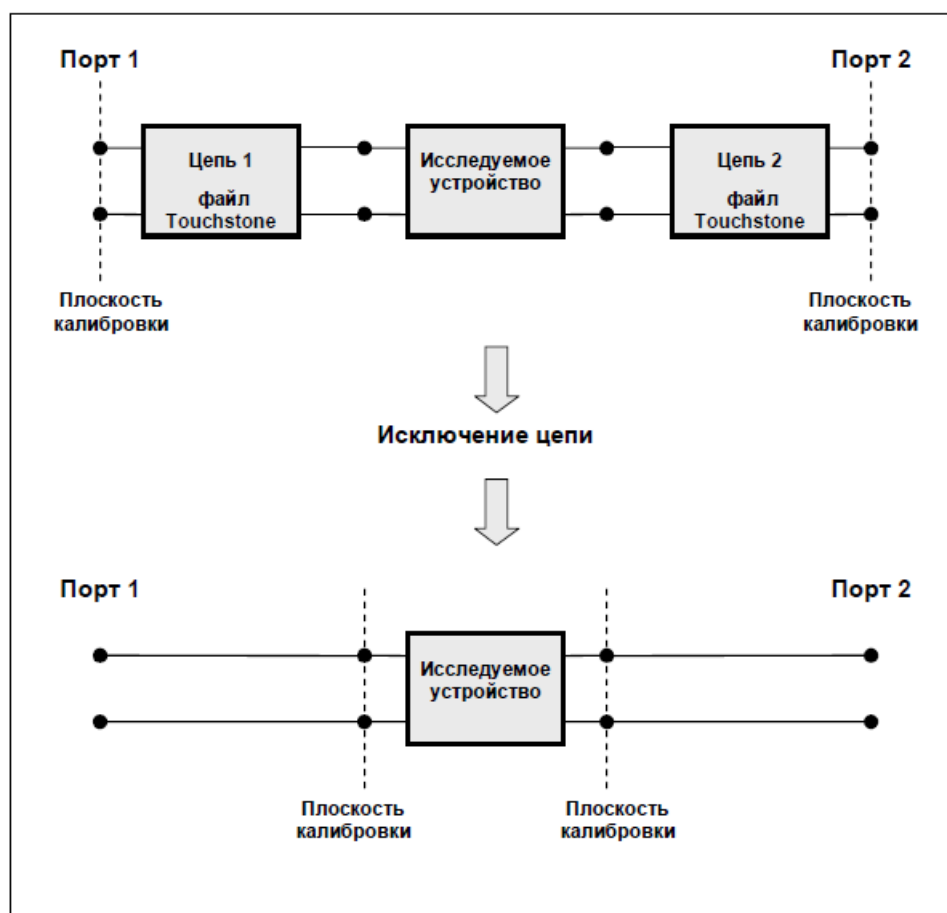 Порт 1
Порт 2
Цепь 1
файл
Touchstone
Исследуемое
устройство
Цепь 2
файл
Touchstone
Плоскость
калибровки
Плоскость
калибровки
Исключение цепи
Порт 1
Порт 2
Исследуемое
устройство
Плоскость
калибровки
Плоскость
калибровки